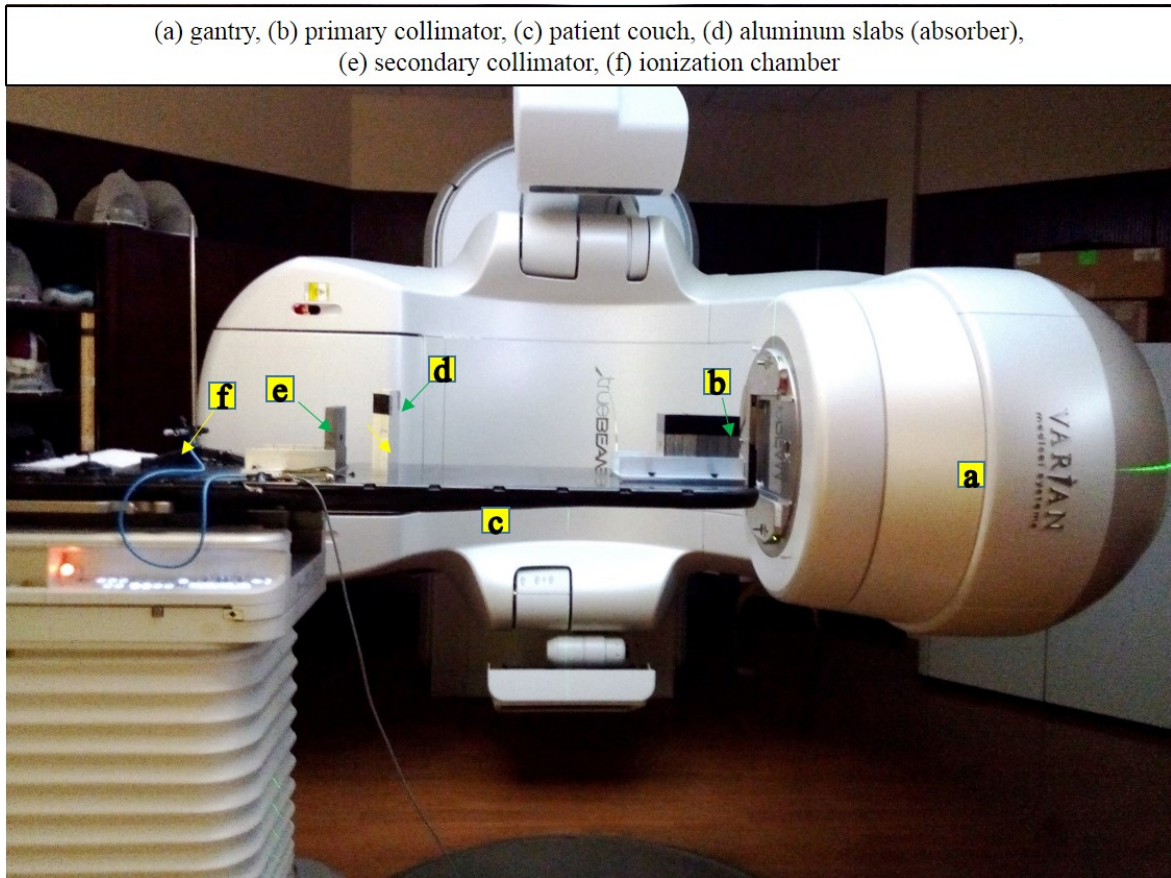 (a) gantry, (b) primary collimator, (c) patient couch, (d) aluminum slabs (absorber),
(e) secondary collimator, (f) ionization chamber
d
b
e
f
trueBEAM
VARIAN
medical systems
a
c